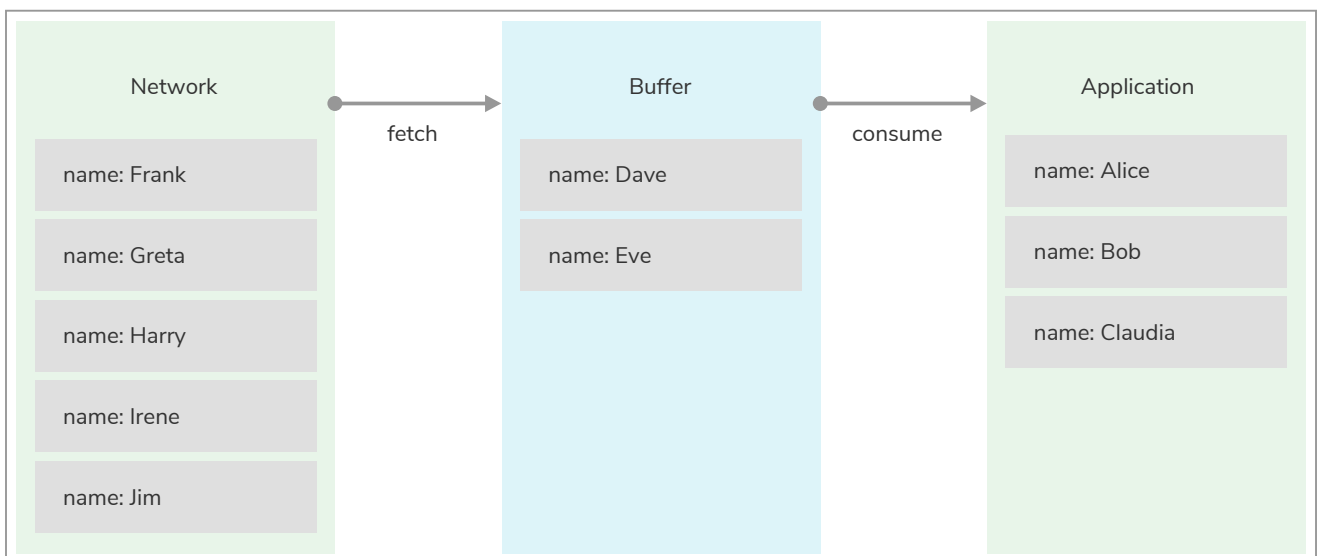 Network
fetch
name: Frank
name: Greta
name: Harry
name: Irene
name: Jim
Buffer
consume
name: Dave
name: Eve
Application
name: Alice
name: Bob
name: Claudia